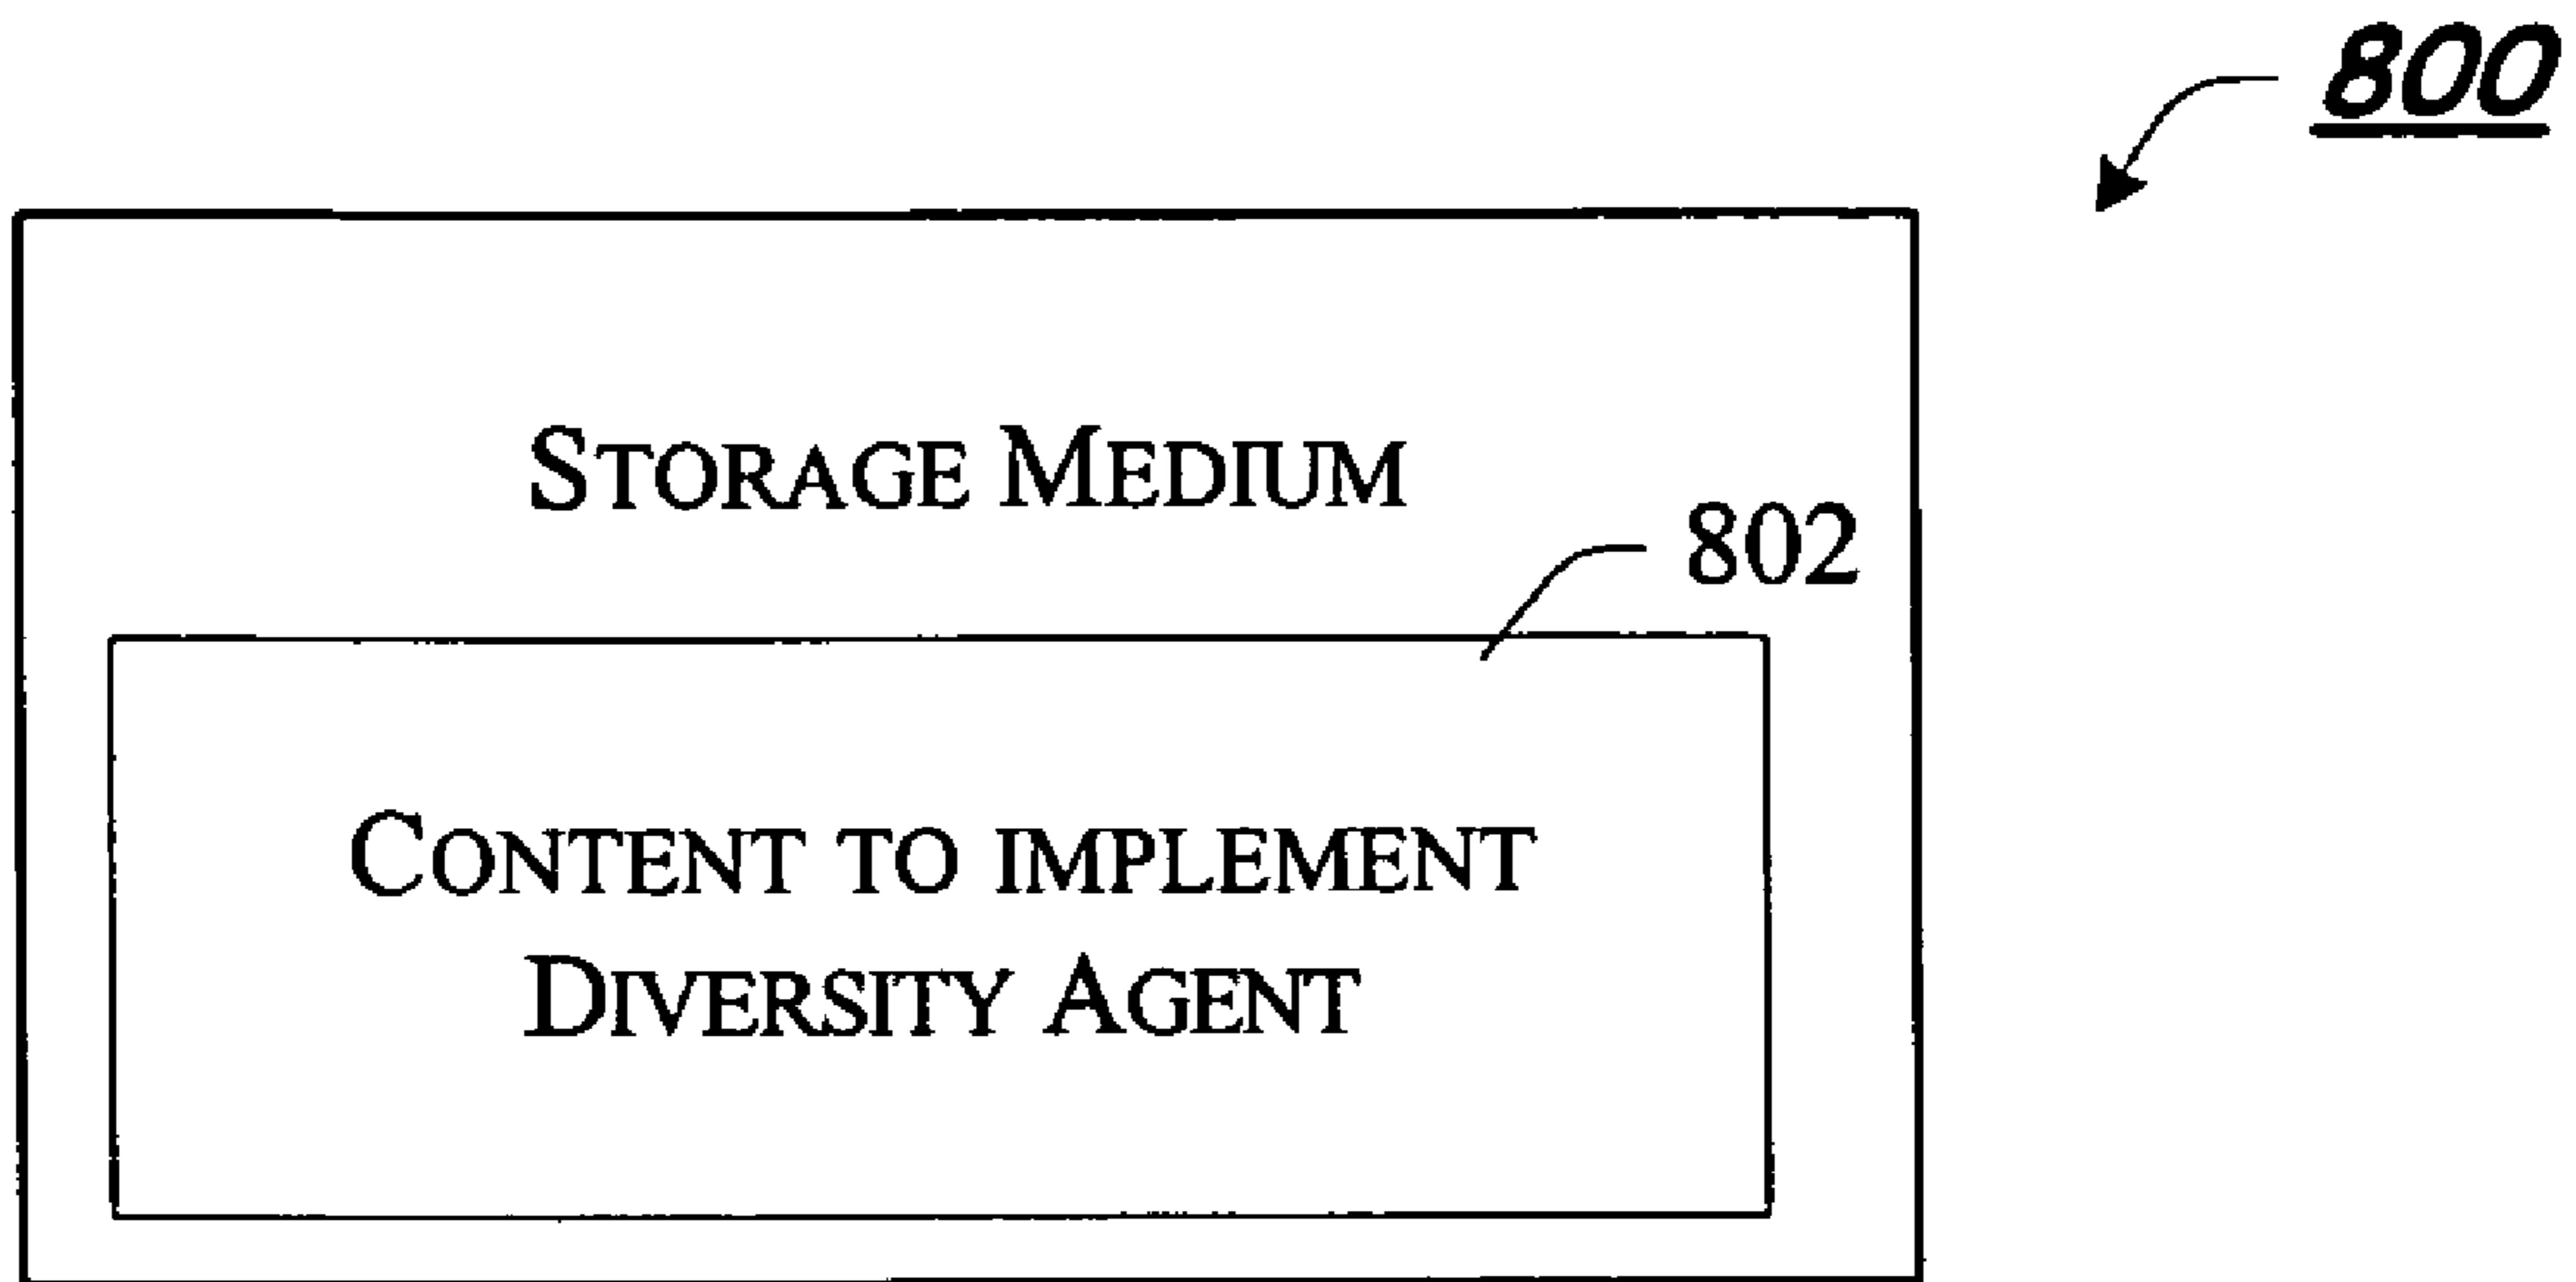 800
STORAGE MEDIUM
802
CONTENT TO IMPLEMENT
DIVERSITY AGENT